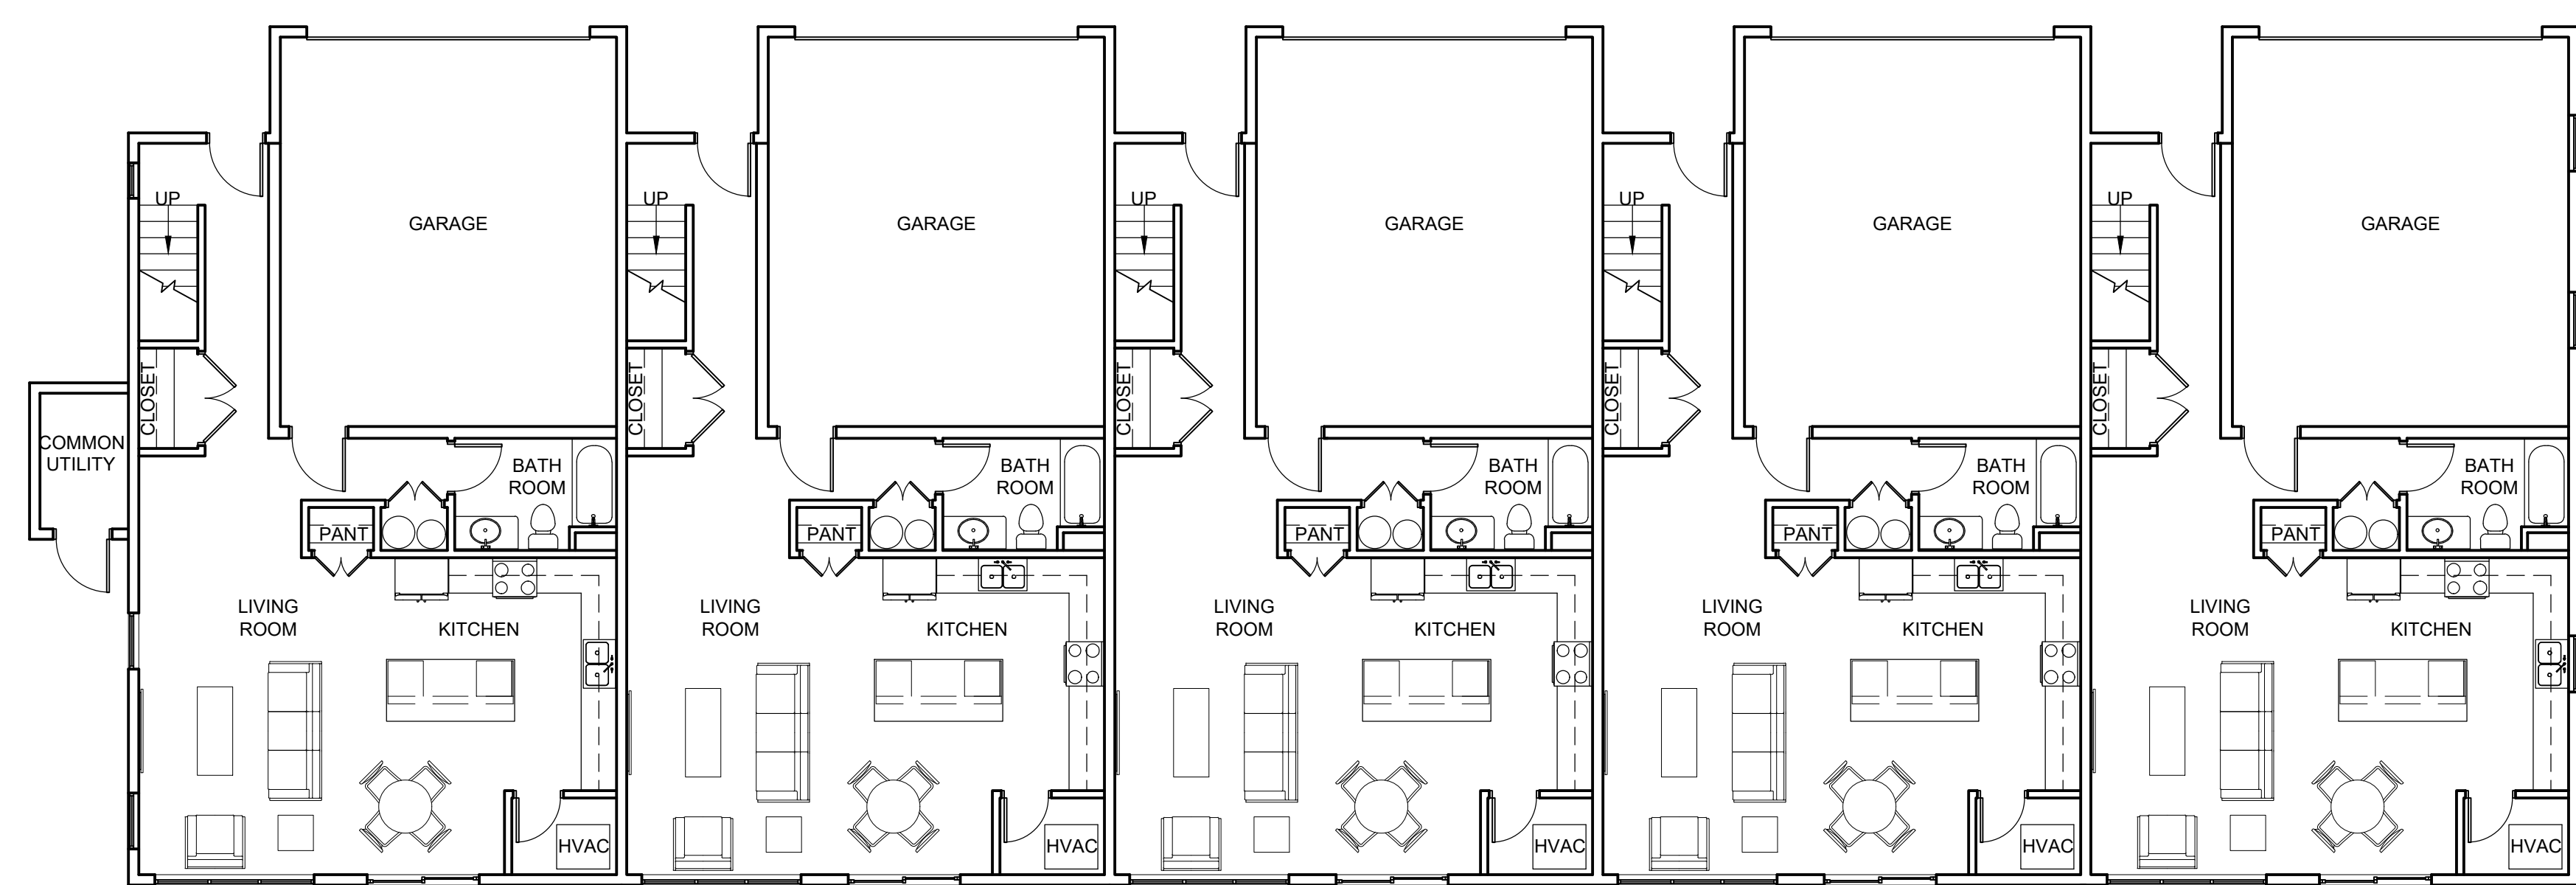 UP
UP
UP
UP
UP
GARAGE
GARAGE
GARAGE
GARAGE
GARAGE
CLOSET
CLOSET
CLOSET
CLOSET
CLOSET
COMMON
UTILITY
BATH
ROOM
BATH
ROOM
BATH
ROOM
BATH
ROOM
BATH
ROOM
PANT
PANT
PANT
PANT
PANT
LIVING
ROOM
KITCHEN
LIVING
ROOM
KITCHEN
LIVING
ROOM
KITCHEN
LIVING
ROOM
KITCHEN
LIVING
ROOM
KITCHEN
HVAC
HVAC
HVAC
HVAC
HVAC